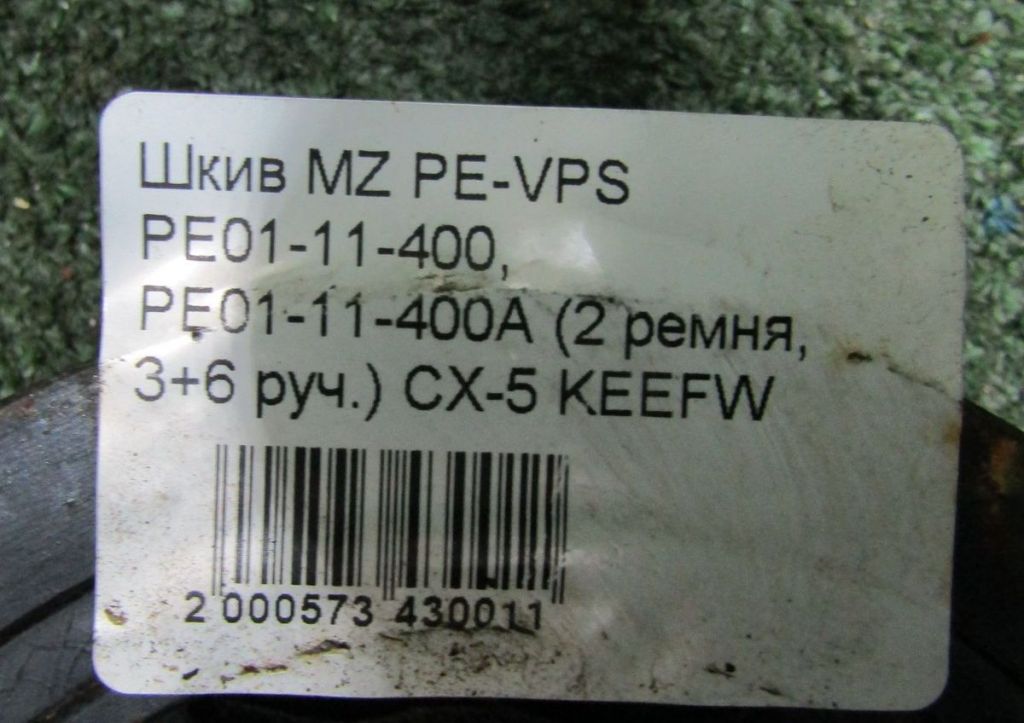 Шкив MZ PE-VPS
PE01-11-400,
PE01-11-400A (2 ремня,
3+6 руч.) CX-5 KEEFW
2 000573 430011